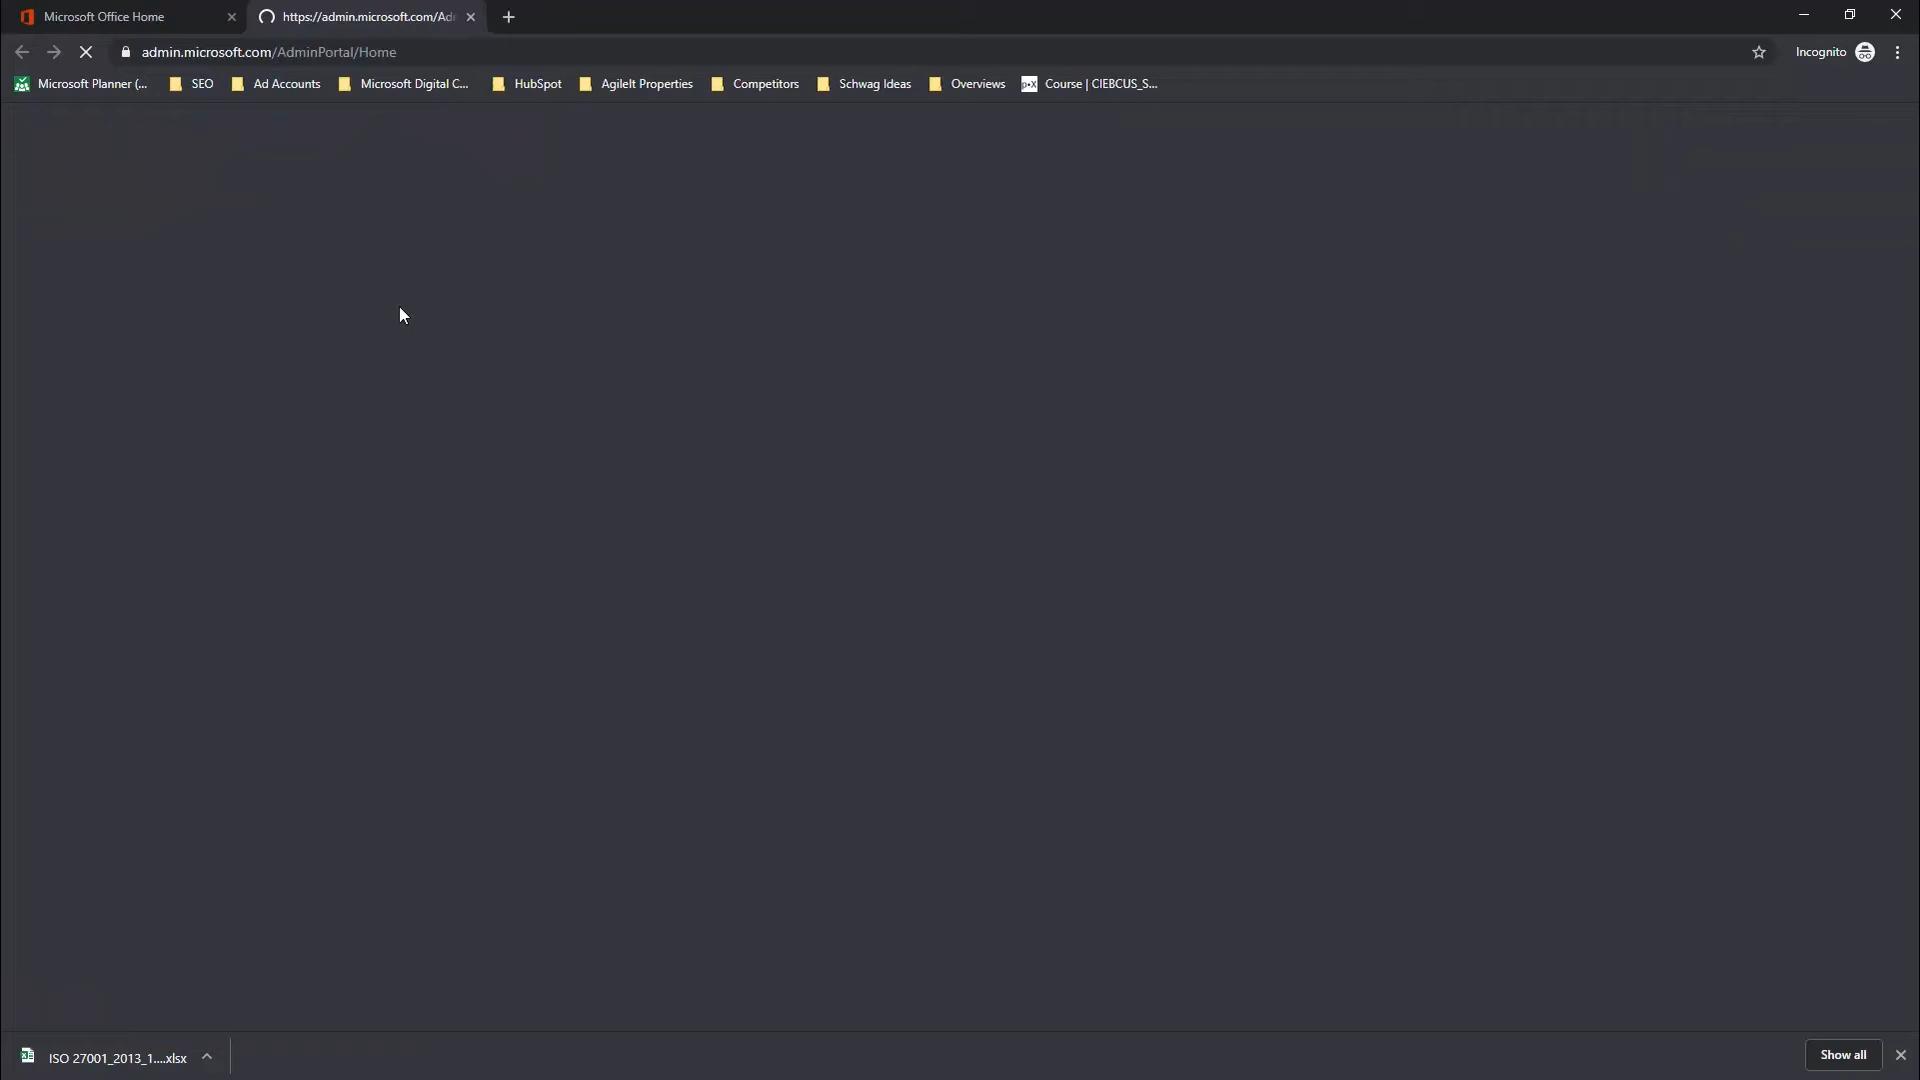 Microsoft Office Home
https://admin.microsoft.com/Ad
admin.microsoft.com/AdminPortal/Home
Incognito
Microsoft Planner (...
SEO
Ad Accounts
Microsoft Digital C...
HubSpot
AgileIt Properties
Competitors
Schwag Ideas
Overviews
p•x
Course | CIEBCUS_S...
ISO 27001_2013_1....xlsx
Show all